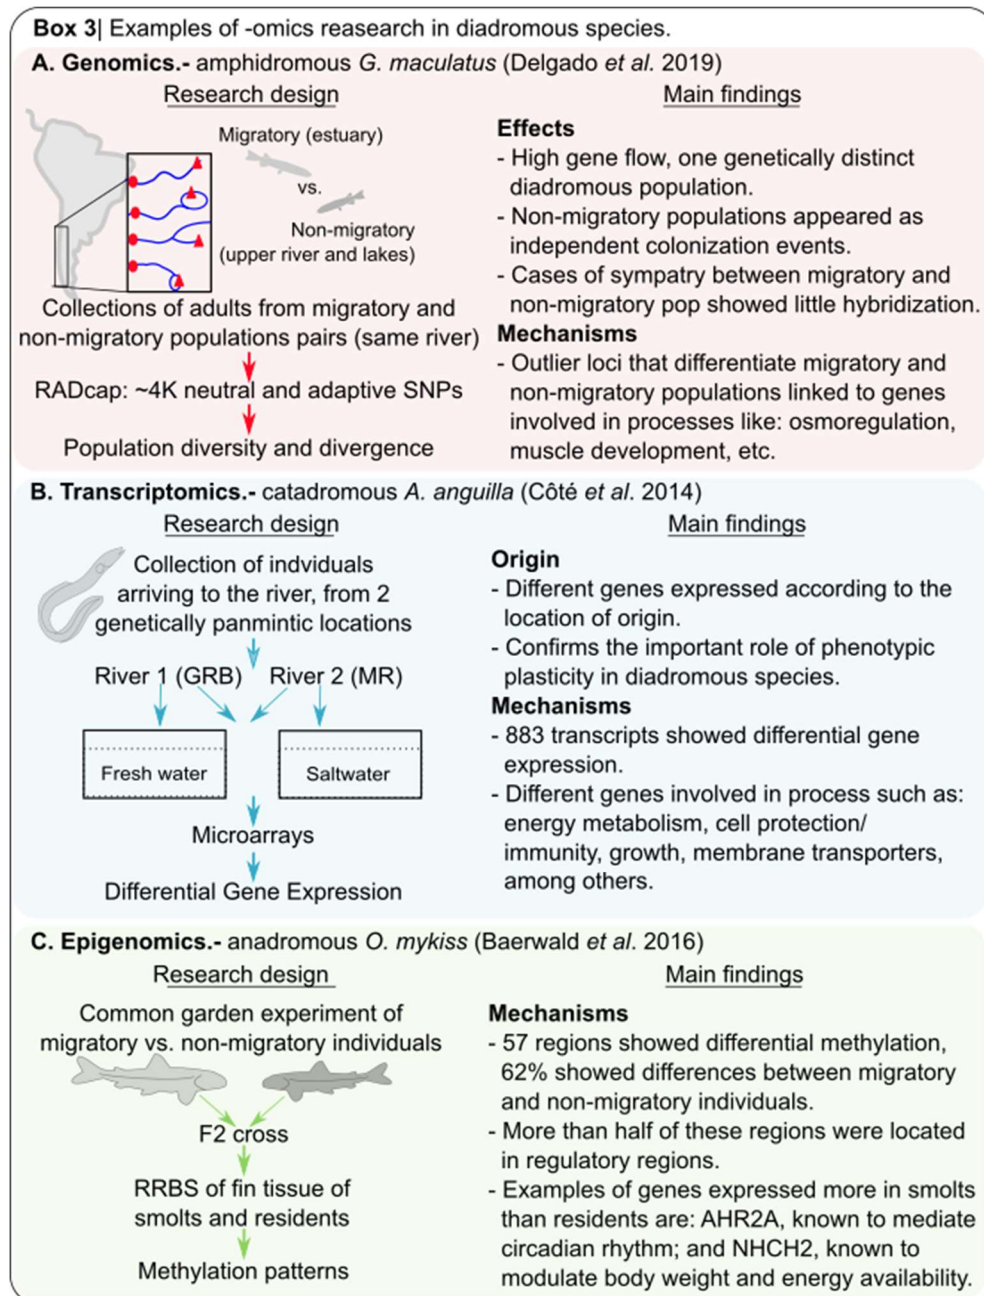 Box 3| Examples of -omics reasearch in diadromous species.
A. Genomics.- amphidromous G. maculatus (Delgado et al. 2019)
Research design
Migratory (estuary)
vs.
Non-migratory
(upper river and lakes)
Collections of adults from migratory and
non-migratory populations pairs (same river)
RADcap: ~4K neutral and adaptive SNPs
Population diversity and divergence
Main findings
Effects
- High gene flow, one genetically distinct
diadromous population.
- Non-migratory populations appeared as
independent colonization events.
- Cases of sympatry between migratory and
non-migratory pop showed little hybridization.
Mechanisms
- Outlier loci that differentiate migratory and
non-migratory populations linked to genes
involved in processes like: osmoregulation,
muscle development, etc.
B. Transcriptomics.- catadromous A. anguilla (Côté et al. 2014)
Research design
Collection of indviduals
arriving to the river, from 2
genetically panmintic locations
River 1 (GRB) River 2 (MR)
Fresh water
Saltwater
Microarrays
Differential Gene Expression
Main findings
Origin
- Different genes expressed according to the
location of origin.
- Confirms the important role of phenotypic
plasticity in diadromous species.
Mechanisms
- 883 transcripts showed differential gene
expression.
- Different genes involved in process such as:
energy metabolism, cell protection/
immunity, growth, membrane transporters,
among others.
C. Epigenomics.- anadromous O. mykiss (Baerwald et al. 2016)
Research design
Common garden experiment of
migratory vs. non-migratory individuals
F2 cross
RRBS of fin tissue of
smolts and residents
Methylation patterns
Main findings
Mechanisms
- 57 regions showed differential methylation,
62% showed differences between migratory
and non-migratory individuals.
- More than half of these regions were located
in regulatory regions.
- Examples of genes expressed more in smolts
than residents are: AHR2A, known to mediate
circadian rhythm; and NHCH2, known to
modulate body weight and energy availability.